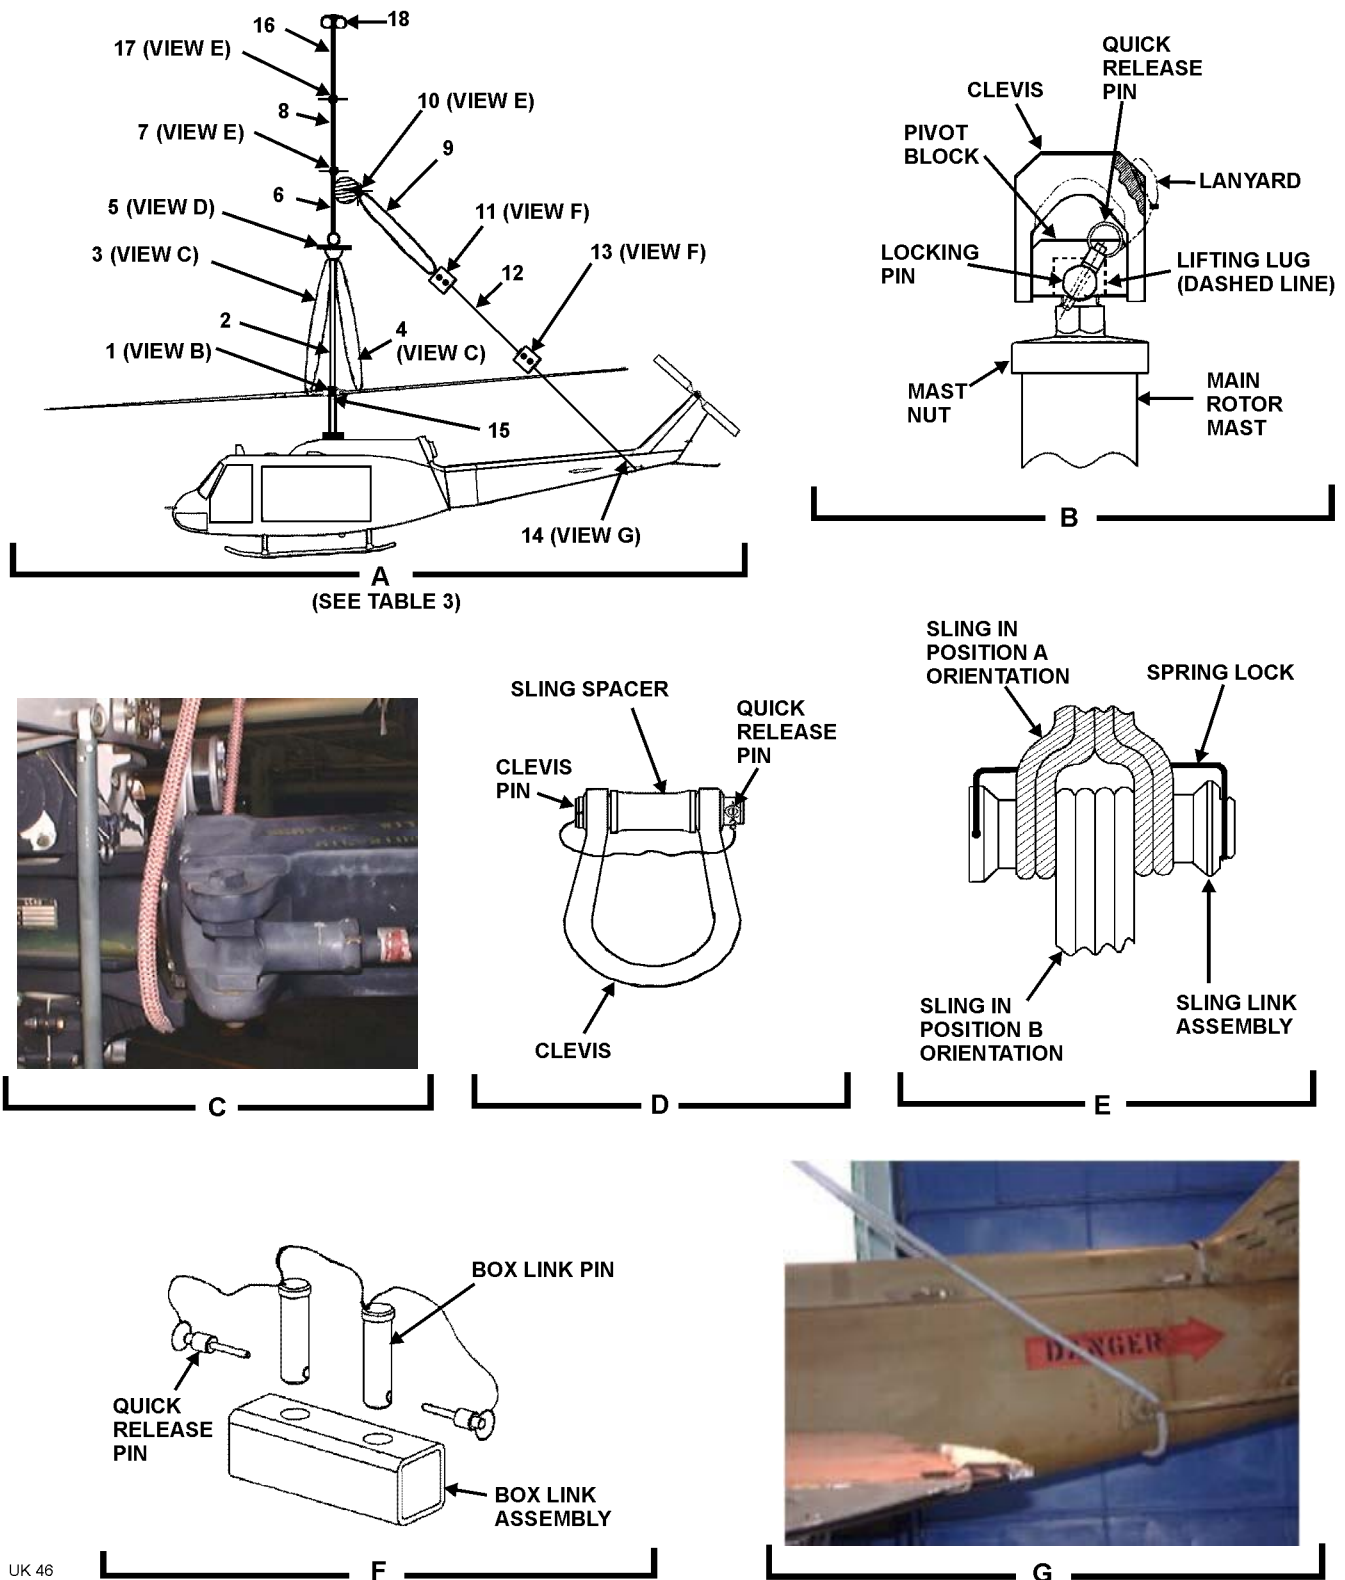 16
18
17 (VIEW E)
8
10 (VIEW E)
7 (VIEW E)
9
6
5 (VIEW D)
11 (VIEW F)
3 (VIEW C)
13 (VIEW F)
12
2
4
(VIEW C)
1 (VIEW B)
15
14 (VIEW G)
A
(SEE TABLE 3)
QUICK
RELEASE
PIN
CLEVIS
PIVOT
BLOCK
LANYARD
LOCKING
PIN
LIFTING LUG
(DASHED LINE)
MAST
NUT
MAIN
ROTOR
MAST
B
C
SLING SPACER
QUICK
RELEASE
PIN
CLEVIS
PIN
CLEVIS
D
SLING IN
POSITION A
ORIENTATION
SPRING LOCK
SLING IN
POSITION B
ORIENTATION
SLING LINK
ASSEMBLY
E
BOX LINK PIN
QUICK
RELEASE
PIN
BOX LINK
ASSEMBLY
F
DANGER
G
UK 46